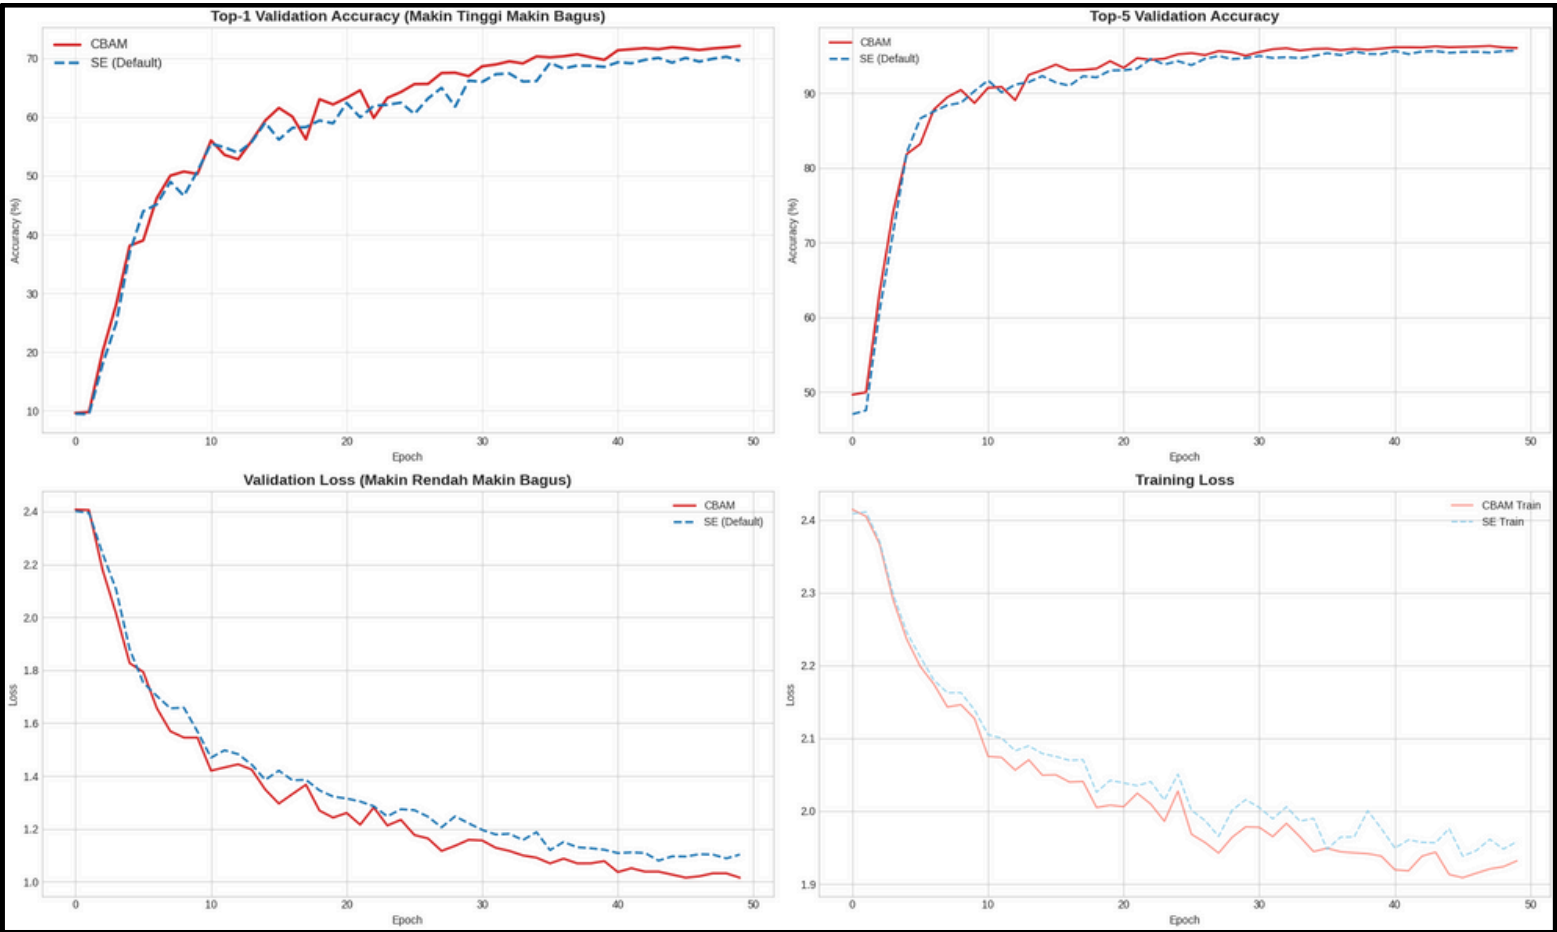 Top-1 Validation Accuracy (Makin Tinggi Makin Bagus)
CBAM
SE (Default)
70
60
50
40
30
20
10
Accuracy (%)
0 10 20 30 40 50
Epoch
Top-5 Validation Accuracy
CBAM
SE (Default)
90
80
70
60
50
Accuracy (%)
0 10 20 30 40 50
Epoch
Validation Loss (Makin Rendah Makin Bagus)
CBAM
SE (Default)
2.4
2.2
2.0
1.8
1.6
1.4
1.2
1.0
Loss
0 10 20 30 40 50
Epoch
Training Loss
CBAM Train
SE Train
2.4
2.3
2.2
2.1
2.0
1.9
Loss
0 10 20 30 40 50
Epoch